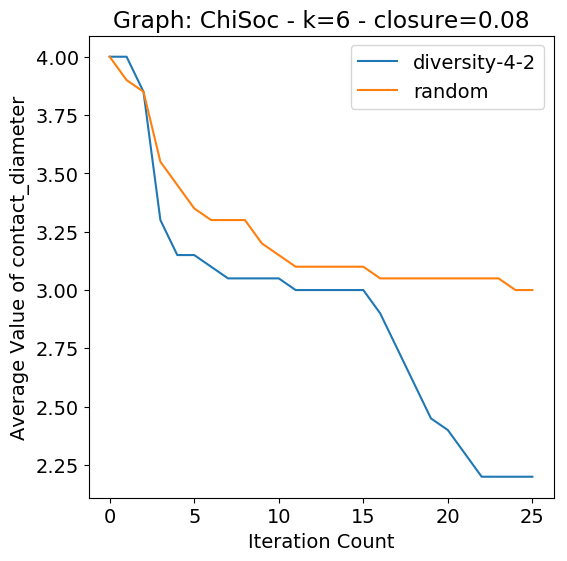 Graph: ChiSoc - k=6 - closure=0.08
diversity-4-2
random
Average Value of contact_diameter
4.00
3.75
3.50
3.25
3.00
2.75
2.50
2.25
0 5 10 15 20 25
Iteration Count